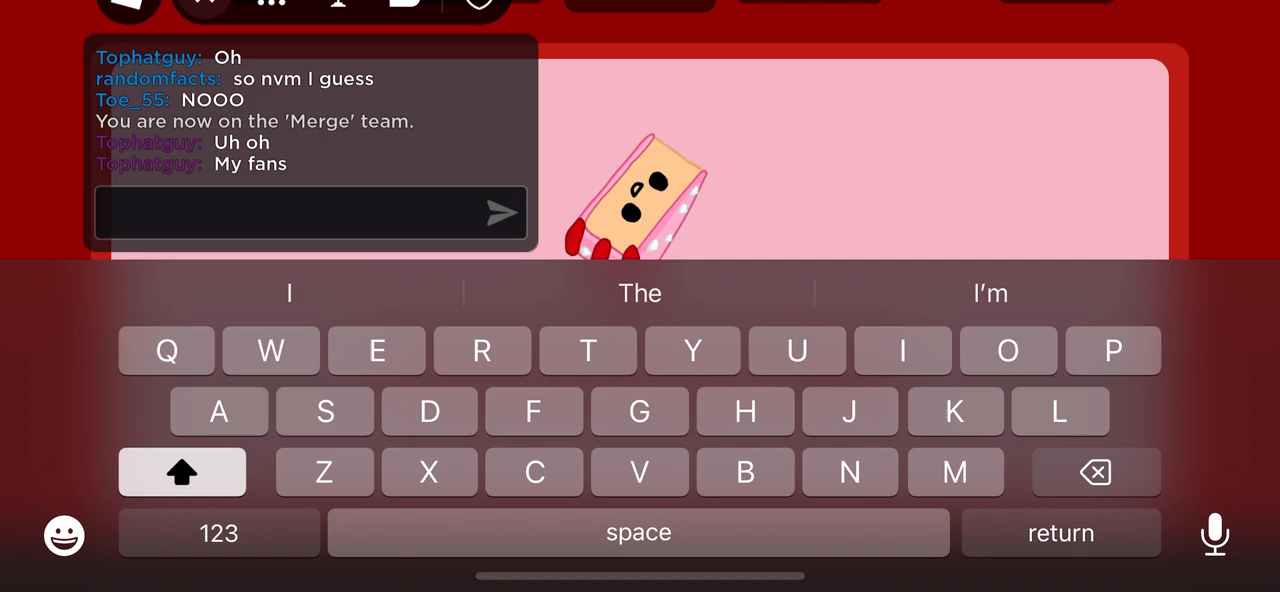 Tophatguy: Oh
randomfacts: so nvm I guess
Toe_55: NOOO
You are now on the 'Merge' team.
Tophatguy: Uh oh
Tophatguy: My fans
I The I'm
Q W E R T Y U I O P
A S D F G H J K L
Z X C V B N M
123 space return